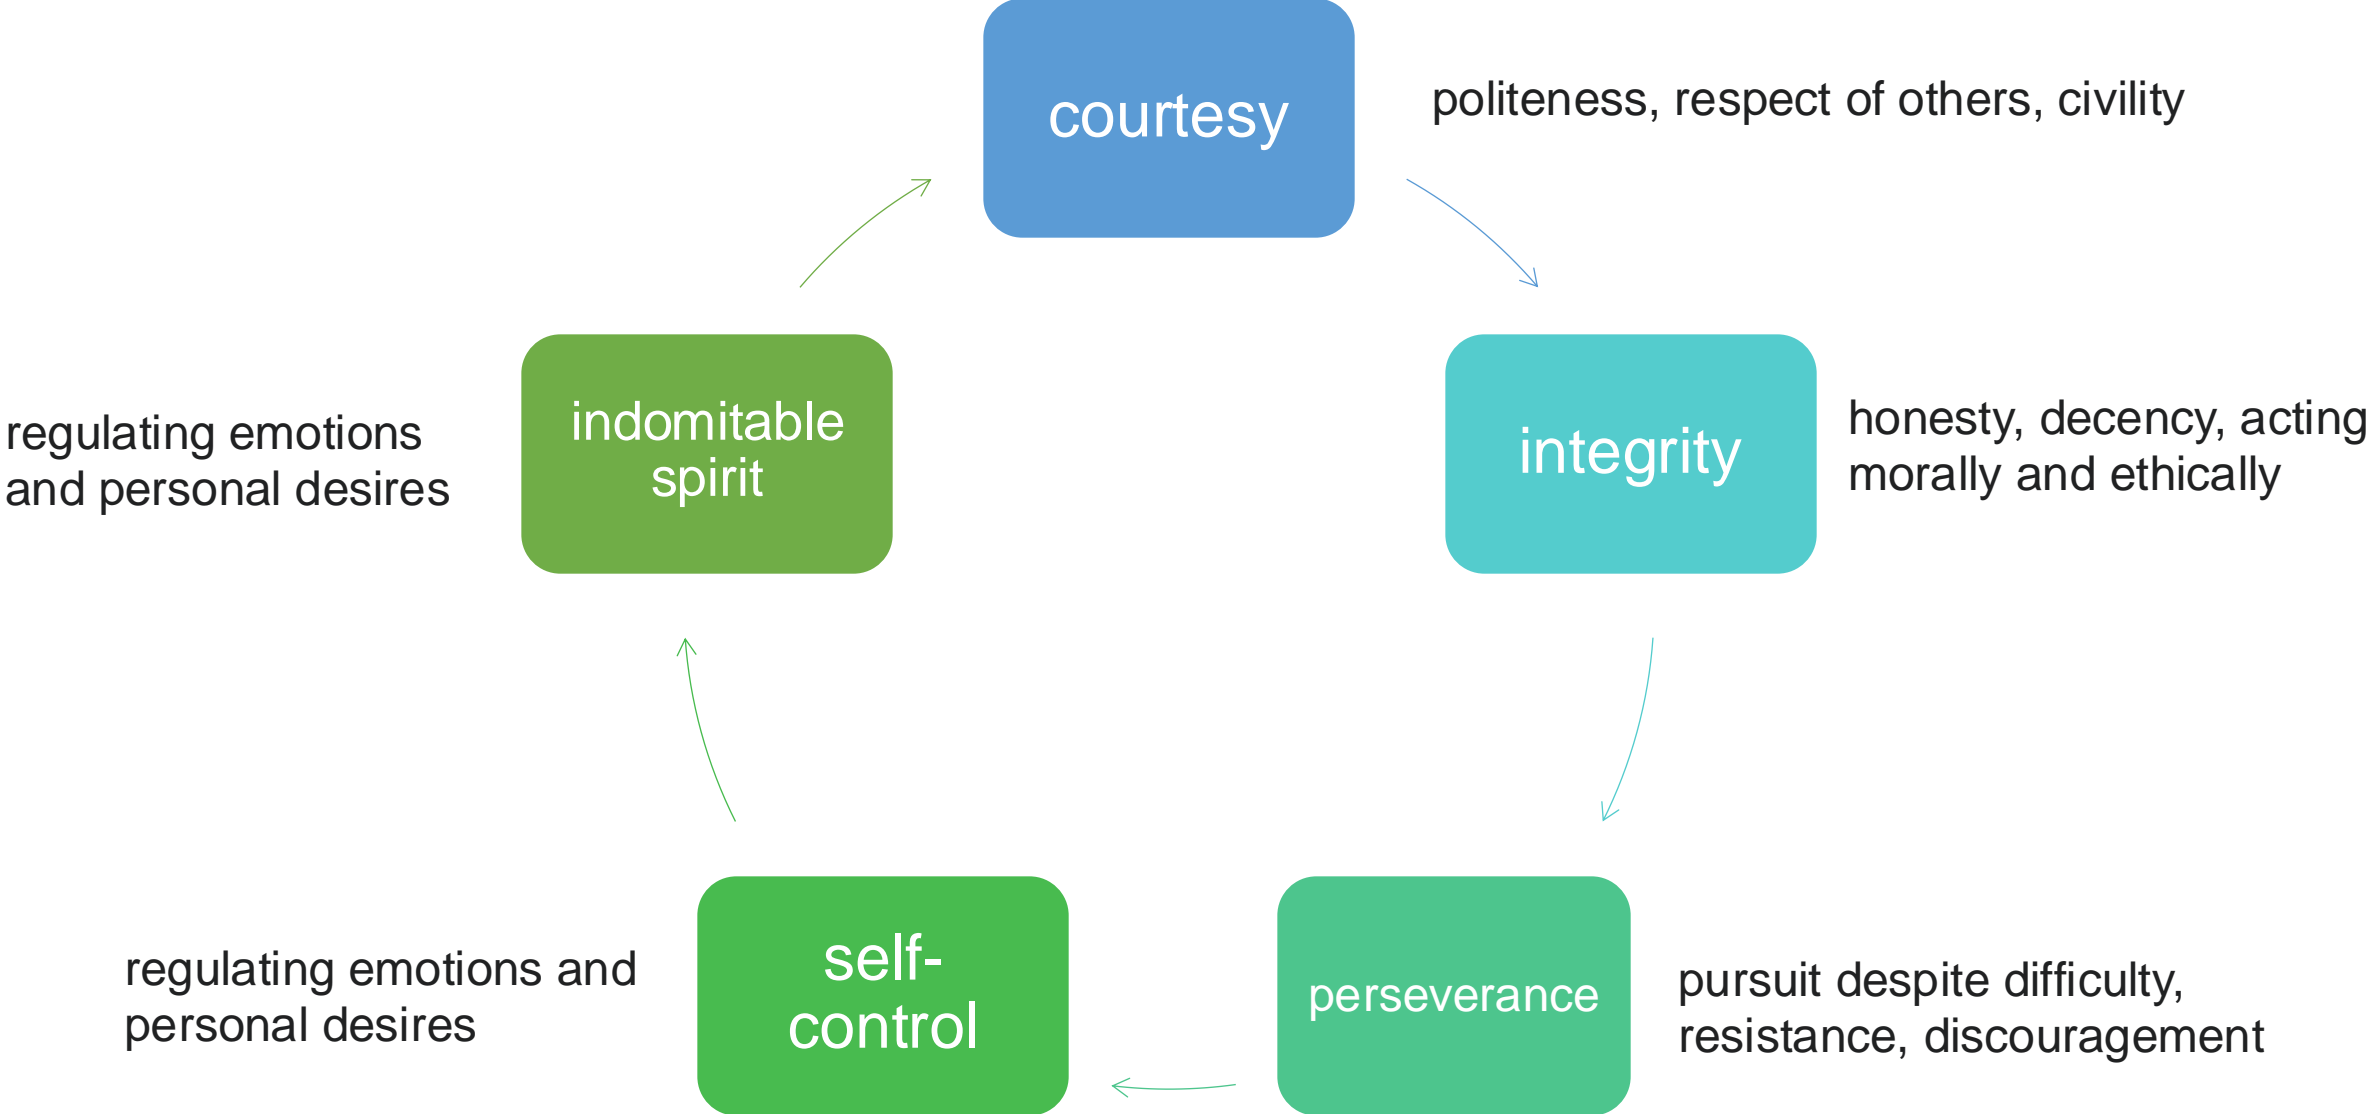 courtesy
politeness, respect of others, civility
integrity
honesty, decency, acting
morally and ethically
perseverance
pursuit despite difficulty,
resistance, discouragement
self-
control
regulating emotions and
personal desires
indomitable
spirit
regulating emotions
and personal desires